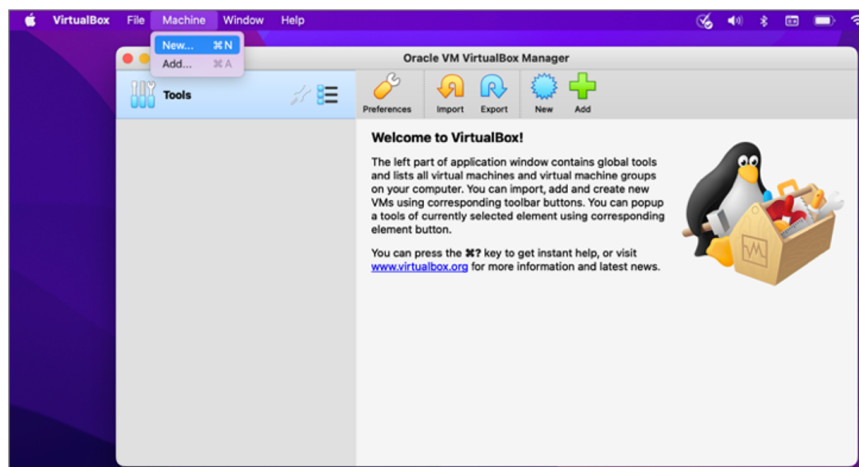 VirtualBox File Machine Window Help
New... ⌘N
Add... ⌘A
Oracle VM VirtualBox Manager
Tools
Preferences Import Export New Add
Welcome to VirtualBox!
The left part of application window contains global tools
and lists all virtual machines and virtual machine groups
on your computer. You can import, add and create new
VMs using corresponding toolbar buttons. You can popup
a tools of currently selected element using corresponding
element button.
You can press the ⌘? key to get instant help, or visit
www.virtualbox.org for more information and latest news.